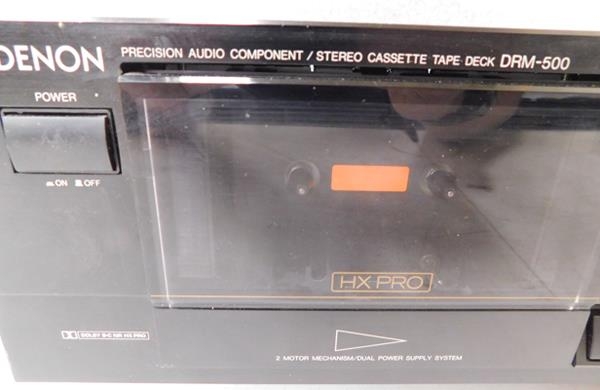 DENON PRECISION AUDIO COMPONENT / STEREO CASSETTE TAPE DECK DRM-500
POWER
ON OFF
HX PRO
DOLBY B-C NR HX PRO
2 MOTOR MECHANISM/DUAL POWER SUPPLY SYSTEM